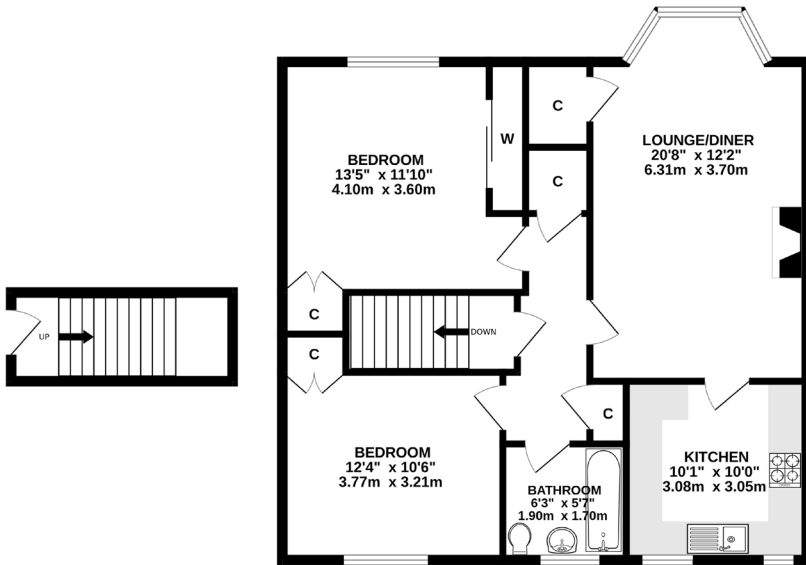 BEDROOM
13'5" x 11'10"
4.10m x 3.60m
W
C
C
LOUNGE/DINER
20'8" x 12'2"
6.31m x 3.70m
C
UP
DOWN
C
BEDROOM
12'4" x 10'6"
3.77m x 3.21m
C
BATHROOM
6'3" x 5'7"
1.90m x 1.70m
KITCHEN
10'1" x 10'0"
3.08m x 3.05m